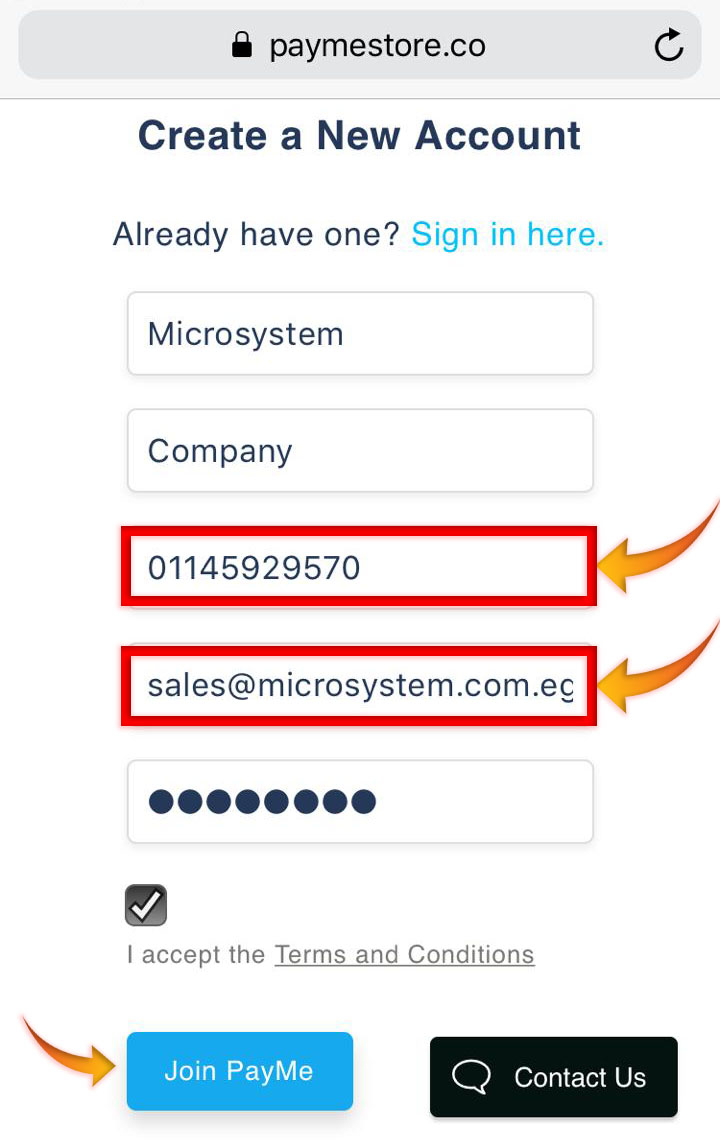 paymestore.co
Create a New Account
Already have one? Sign in here.
Microsystem
Company
01145929570
sales@microsystem.com.eg
I accept the Terms and Conditions
Join PayMe
Contact Us